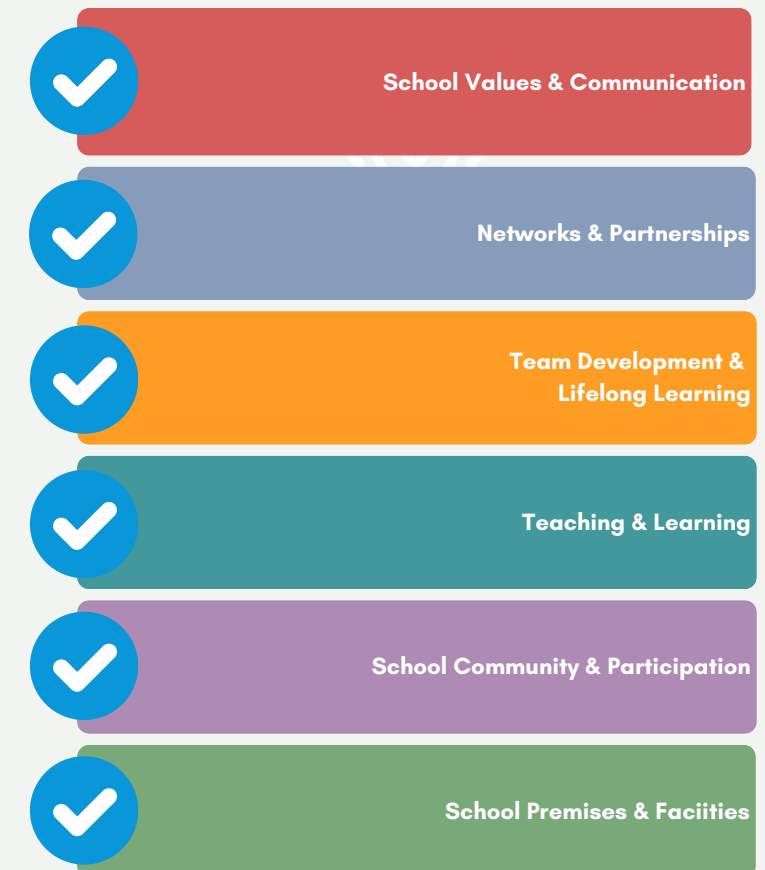 School Values & Communication
Networks & Partnerships
Team Development &
Lifelong Learning
Teaching & Learning
School Community & Participation
School Premises & Faciities